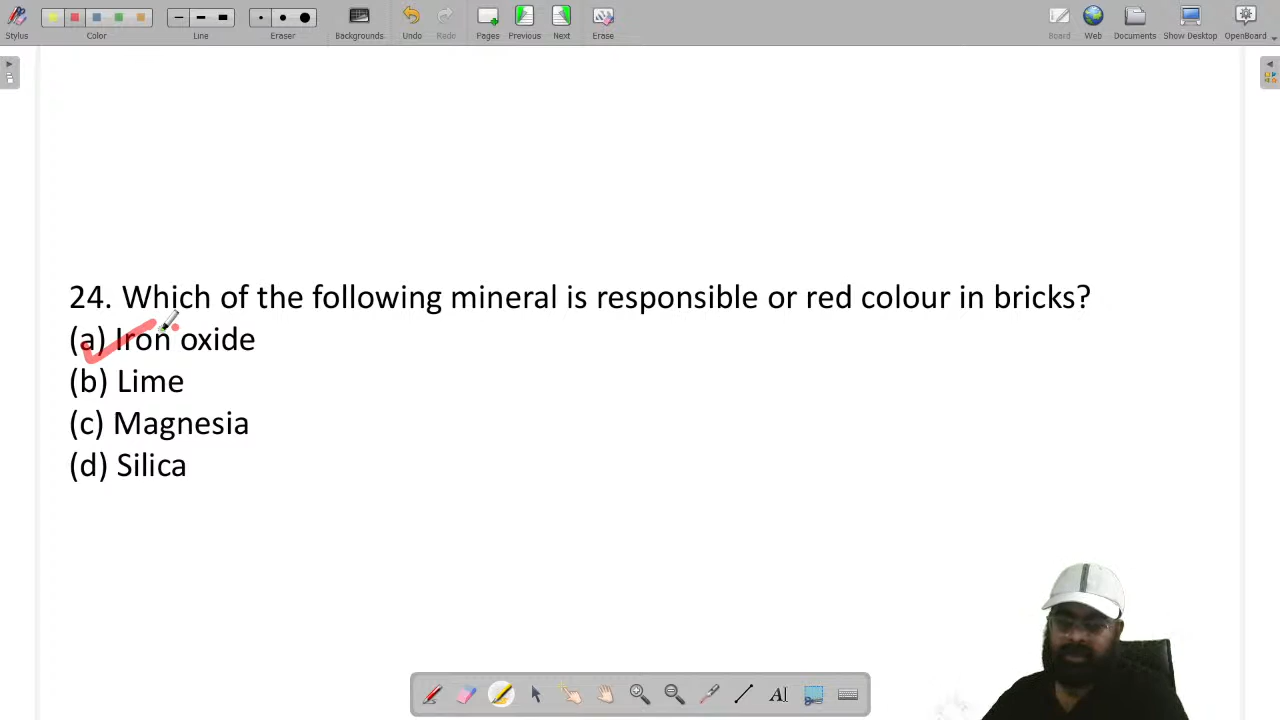 Stylus
Color
Line
Eraser
Backgrounds
Undo
Redo
Pages
Previous
Next
Erase
Board
Web
Documents
Show Desktop
OpenBoard
24. Which of the following mineral is responsible or red colour in bricks?
(a) Iron oxide
(b) Lime
(c) Magnesia
(d) Silica
AI